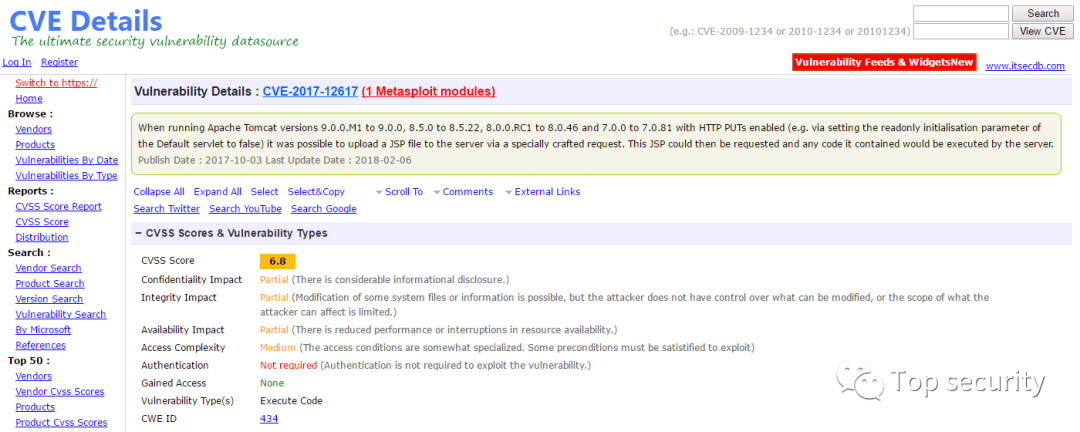 CVE Details
The ultimate security vulnerability datasource
Search
(e.g.: CVE-2009-1234 or 2010-1234 or 20101234)
View CVE
Log In Register
Vulnerability Feeds & WidgetsNew www.itsecdb.com
Switch to https://
Home
Browse :
Vendors
Products
Vulnerabilities By Date
Vulnerabilities By Type
Reports :
CVSS Score Report
CVSS Score
Distribution
Search :
Vendor Search
Product Search
Version Search
Vulnerability Search
By Microsoft
References
Top 50 :
Vendors
Vendor Cvss Scores
Products
Product Cvss Scores
Vulnerability Details : CVE-2017-12617 (1 Metasploit modules)
When running Apache Tomcat versions 9.0.0.M1 to 9.0.0, 8.5.0 to 8.5.22, 8.0.0.RC1 to 8.0.46 and 7.0.0 to 7.0.81 with HTTP PUTs enabled (e.g. via setting the readonly initialisation parameter of
the Default servlet to false) it was possible to upload a JSP file to the server via a specially crafted request. This JSP could then be requested and any code it contained would be executed by the server.
Publish Date : 2017-10-03 Last Update Date : 2018-02-06
Collapse All Expand All Select Select&Copy Scroll To Comments External Links
Search Twitter Search YouTube Search Google
− CVSS Scores & Vulnerability Types
CVSS Score 6.8
Confidentiality Impact Partial (There is considerable informational disclosure.)
Integrity Impact Partial (Modification of some system files or information is possible, but the attacker does not have control over what can be modified, or the scope of what the
attacker can affect is limited.)
Availability Impact Partial (There is reduced performance or interruptions in resource availability.)
Access Complexity Medium (The access conditions are somewhat specialized. Some preconditions must be satistified to exploit)
Authentication Not required (Authentication is not required to exploit the vulnerability.)
Gained Access None
Vulnerability Type(s) Execute Code
CWE ID 434
Top security